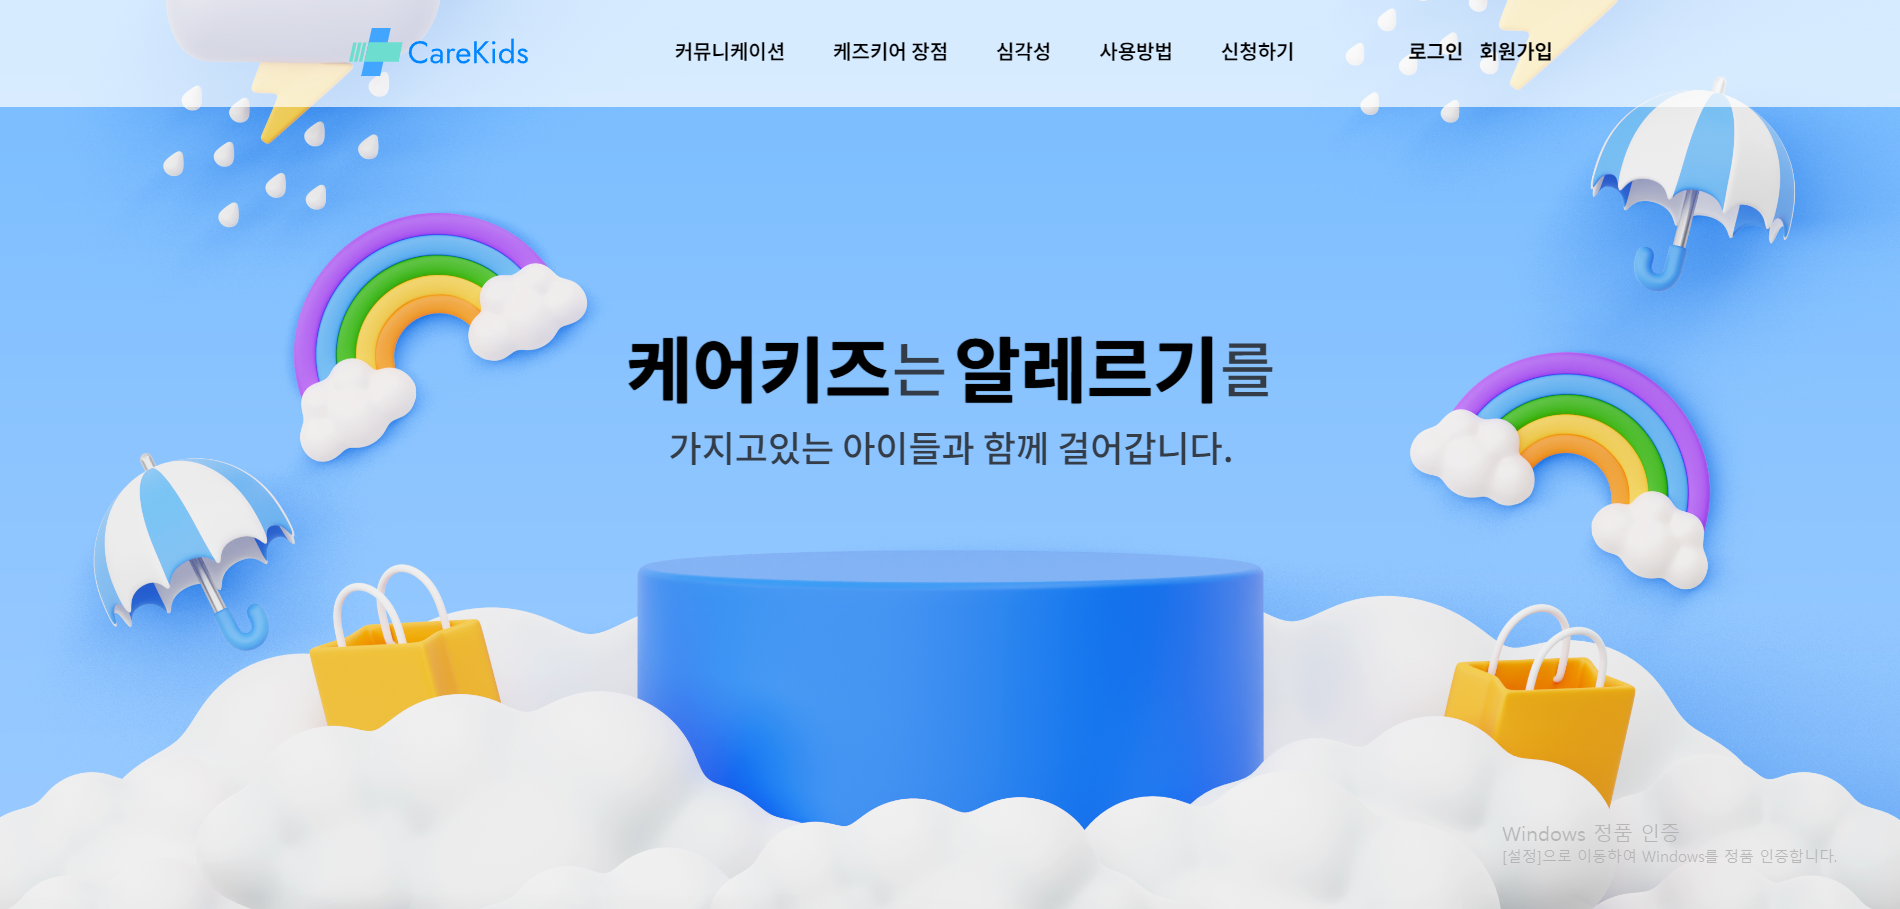 CareKids
커뮤니케이션 케즈키어 장점 심각성 사용방법 신청하기 로그인 회원가입
케어키즈는 알레르기를
가지고있는 아이들과 함께 걸어갑니다.
Windows 정품 인증
[설정]으로 이동하여 Windows를 정품 인증합니다.